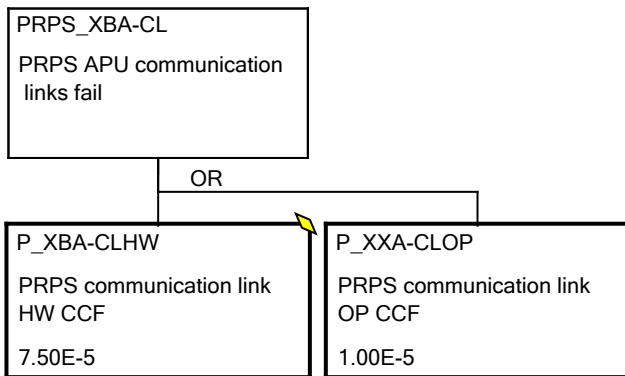 PRPS_XBA-CL
PRPS APU communication
links fail
OR
P_XBA-CLHW
PRPS communication link
HW CCF
7.50E-5
P_XXA-CLOP
PRPS communication link
OP CCF
1.00E-5